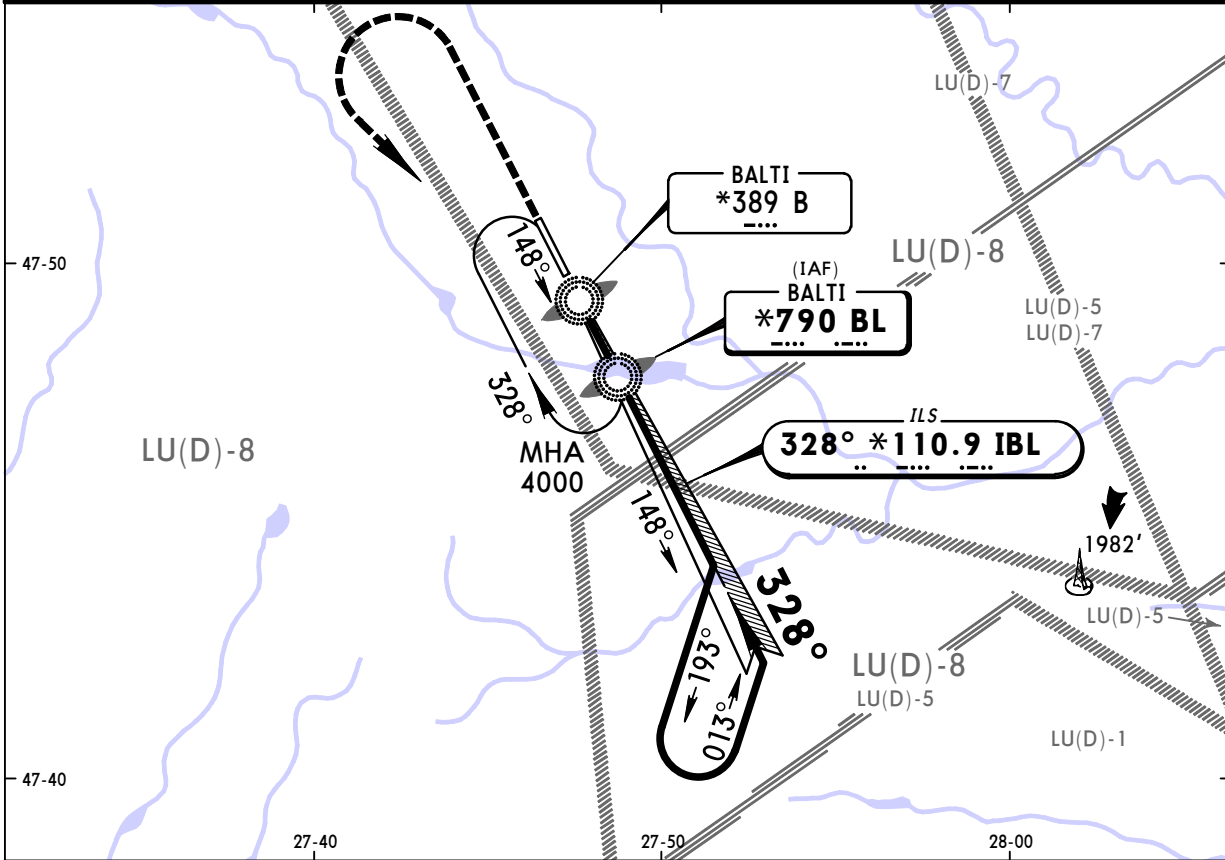 LU(D)-7
BALTI
*389 B
148°
LU(D)-8
47-50
(IAF)
BALTI
*790 BL
LU(D)-5
LU(D)-7
328°
ILS
328° *110.9 IBL
LU(D)-8
MHA
4000
148°
1982'
328°
LU(D)-5
193°
LU(D)-8
LU(D)-5
013°
LU(D)-1
47-40
27-40
27-50
28-00